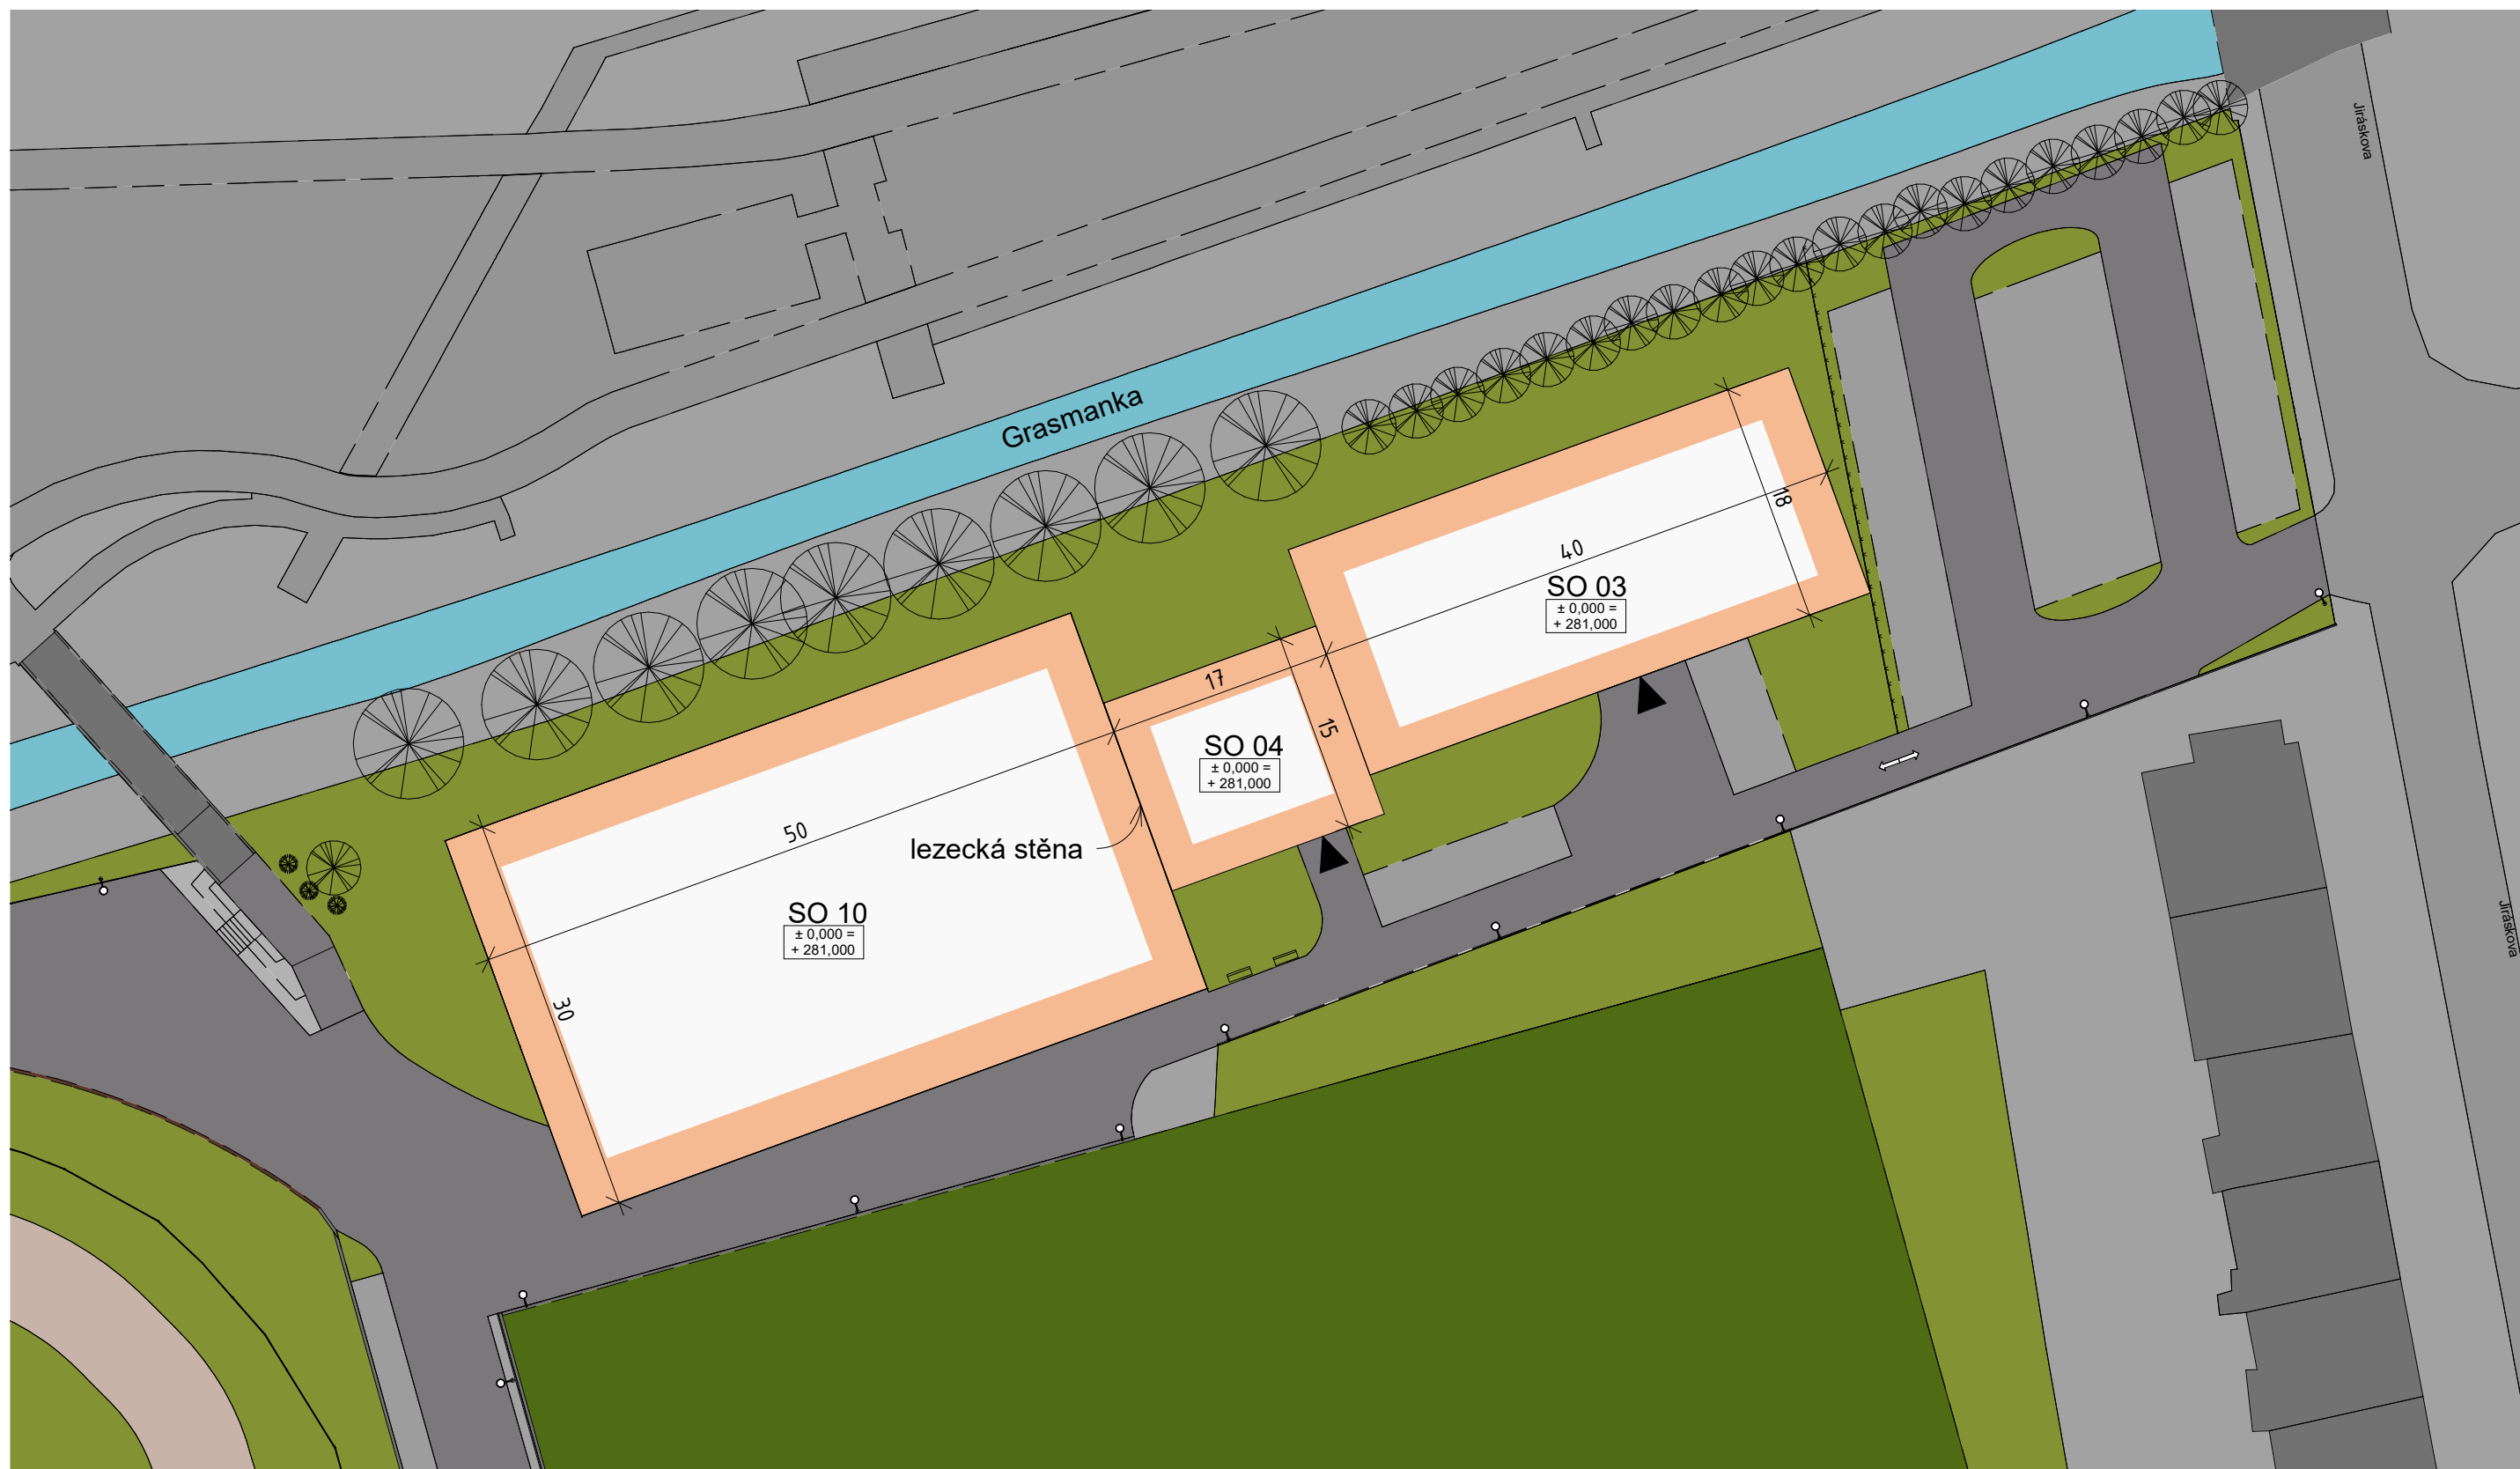 Jiráskova
Grasmanka
18
40
SO 03
± 0,000 =
+ 281,000
17
15
SO 04
± 0,000 =
+ 281,000
50
lezecká stěna
SO 10
± 0,000 =
+ 281,000
30
Jiráskova